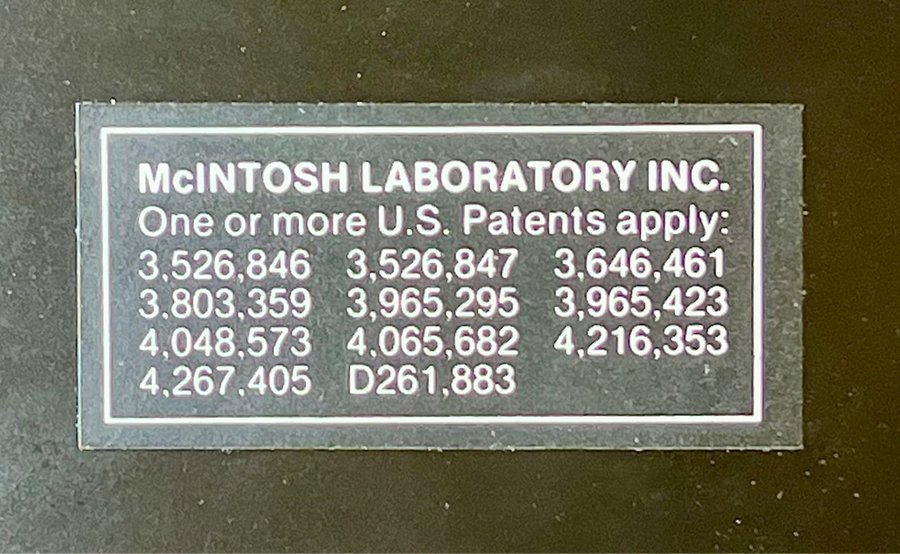 McINTOSH LABORATORY INC.
One or more U.S. Patents apply:
3,526,846 3,526,847 3,646,461
3,803,359 3,965,295 3,965,423
4,048,573 4,065,682 4,216,353
4,267,405 D261,883